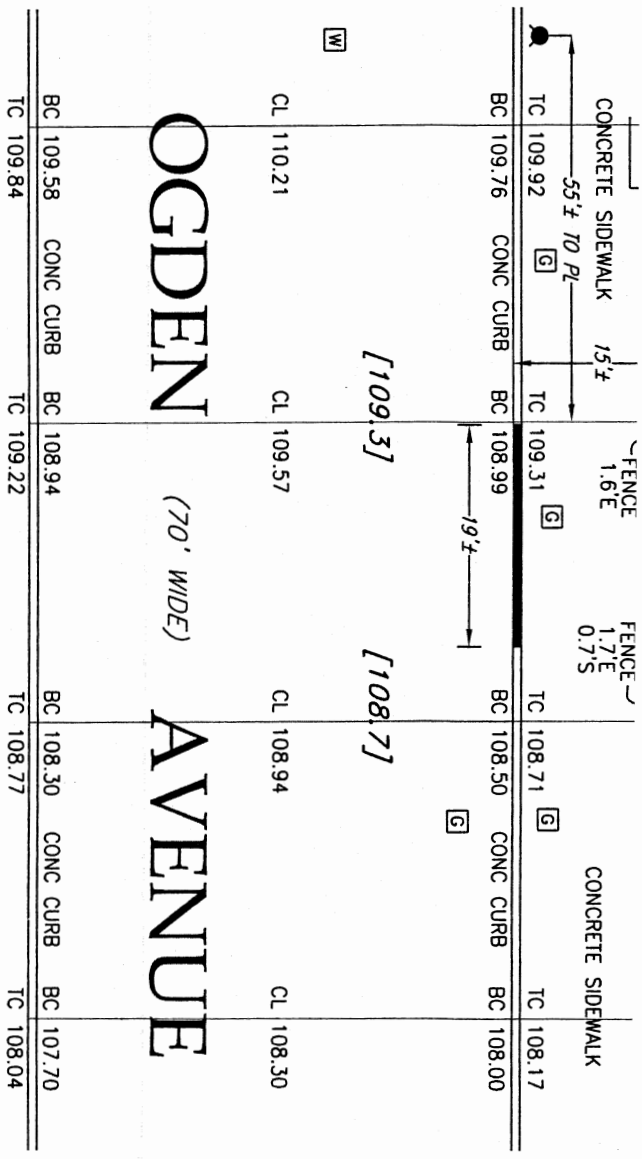 FENCE
1.6'E
FENCE
1.7'E
0.7'S
CONCRETE SIDEWALK
15'±
CONCRETE SIDEWALK
55'± TO PL
G
G
G
TC 109.92
TC 109.31
TC 108.71
TC 108.17
BC 109.76 CONC CURB BC 108.99 BC 108.50 CONC CURB BC 108.00
19'±
G
[109.3]
[108.7]
W
CL 110.21
CL 109.57
CL 108.94
CL 108.30
OGDEN AVENUE
(70' WIDE)
BC 109.58 CONC CURB BC 108.94 BC 108.30 CONC CURB BC 107.70
TC 109.84
TC 109.22
TC 108.77
TC 108.04